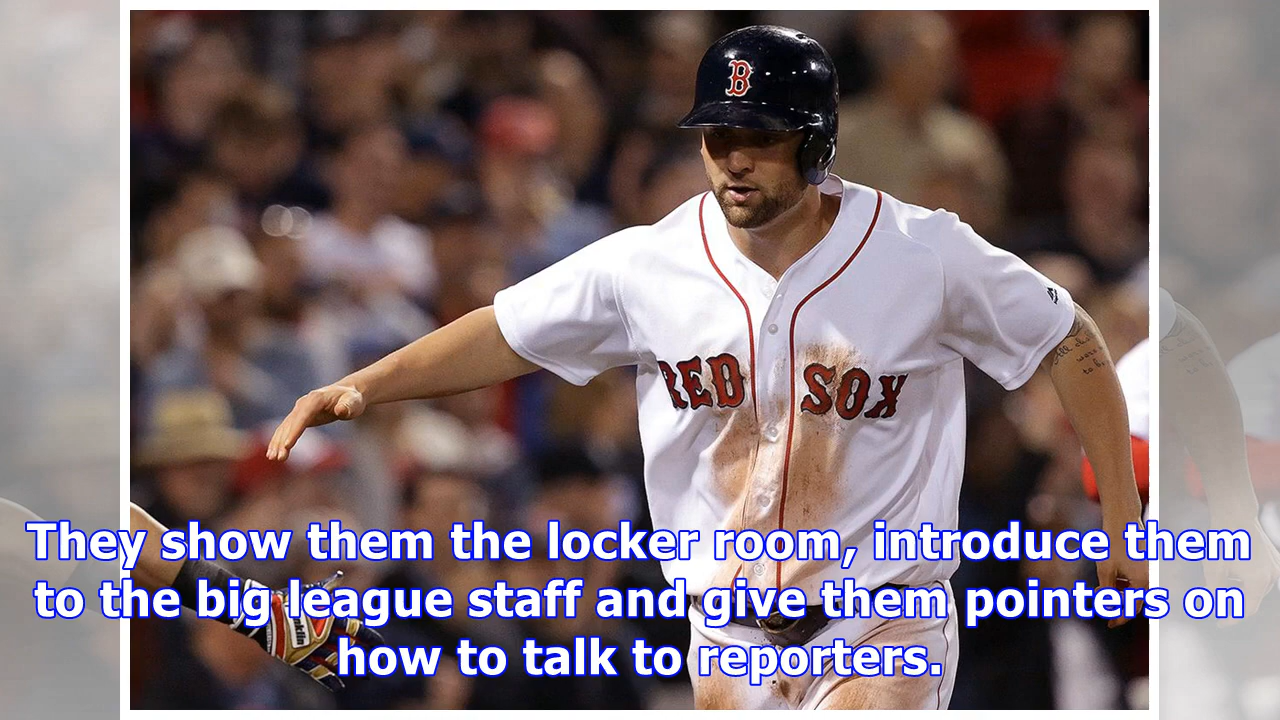 B
RED SOX
They show them the locker room, introduce them
to the big league staff and give them pointers on
how to talk to reporters.